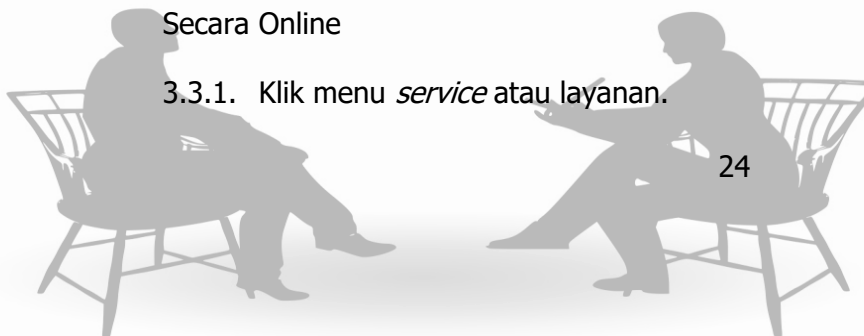 Secara Online
3.3.1. Klik menu service atau layanan.
24